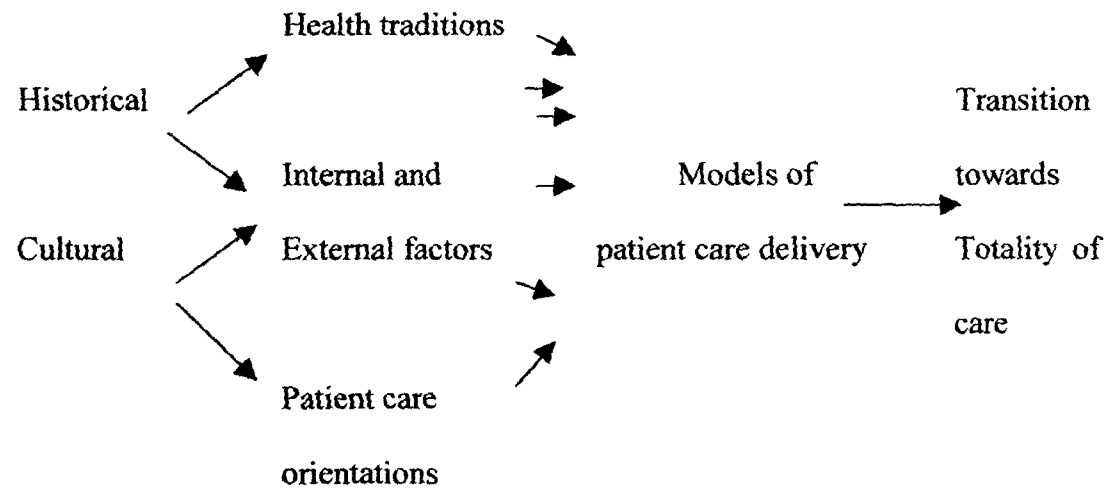 Health traditions
Historical
Transition
Internal and
Models of
towards
Cultural
External factors
patient care delivery
Totality of
care
Patient care
orientations